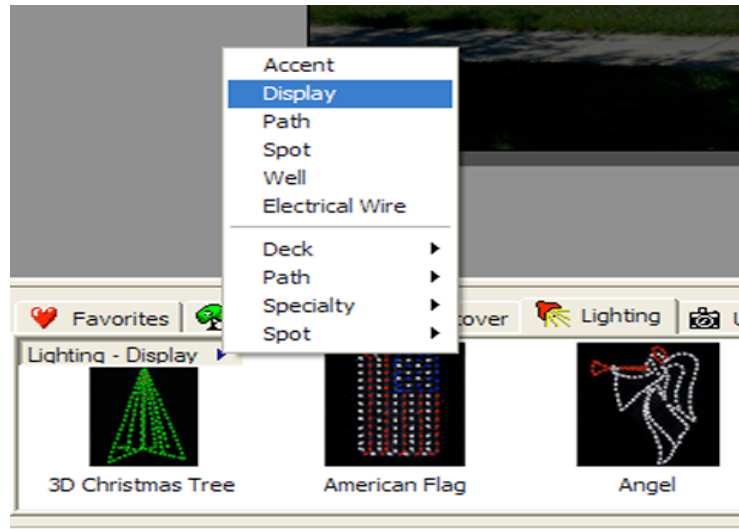 Accent
Display
Path
Spot
Well
Electrical Wire
Deck
Path
Specialty
Spot
Favorites
Lighting
Lighting - Display
3D Christmas Tree
American Flag
Angel